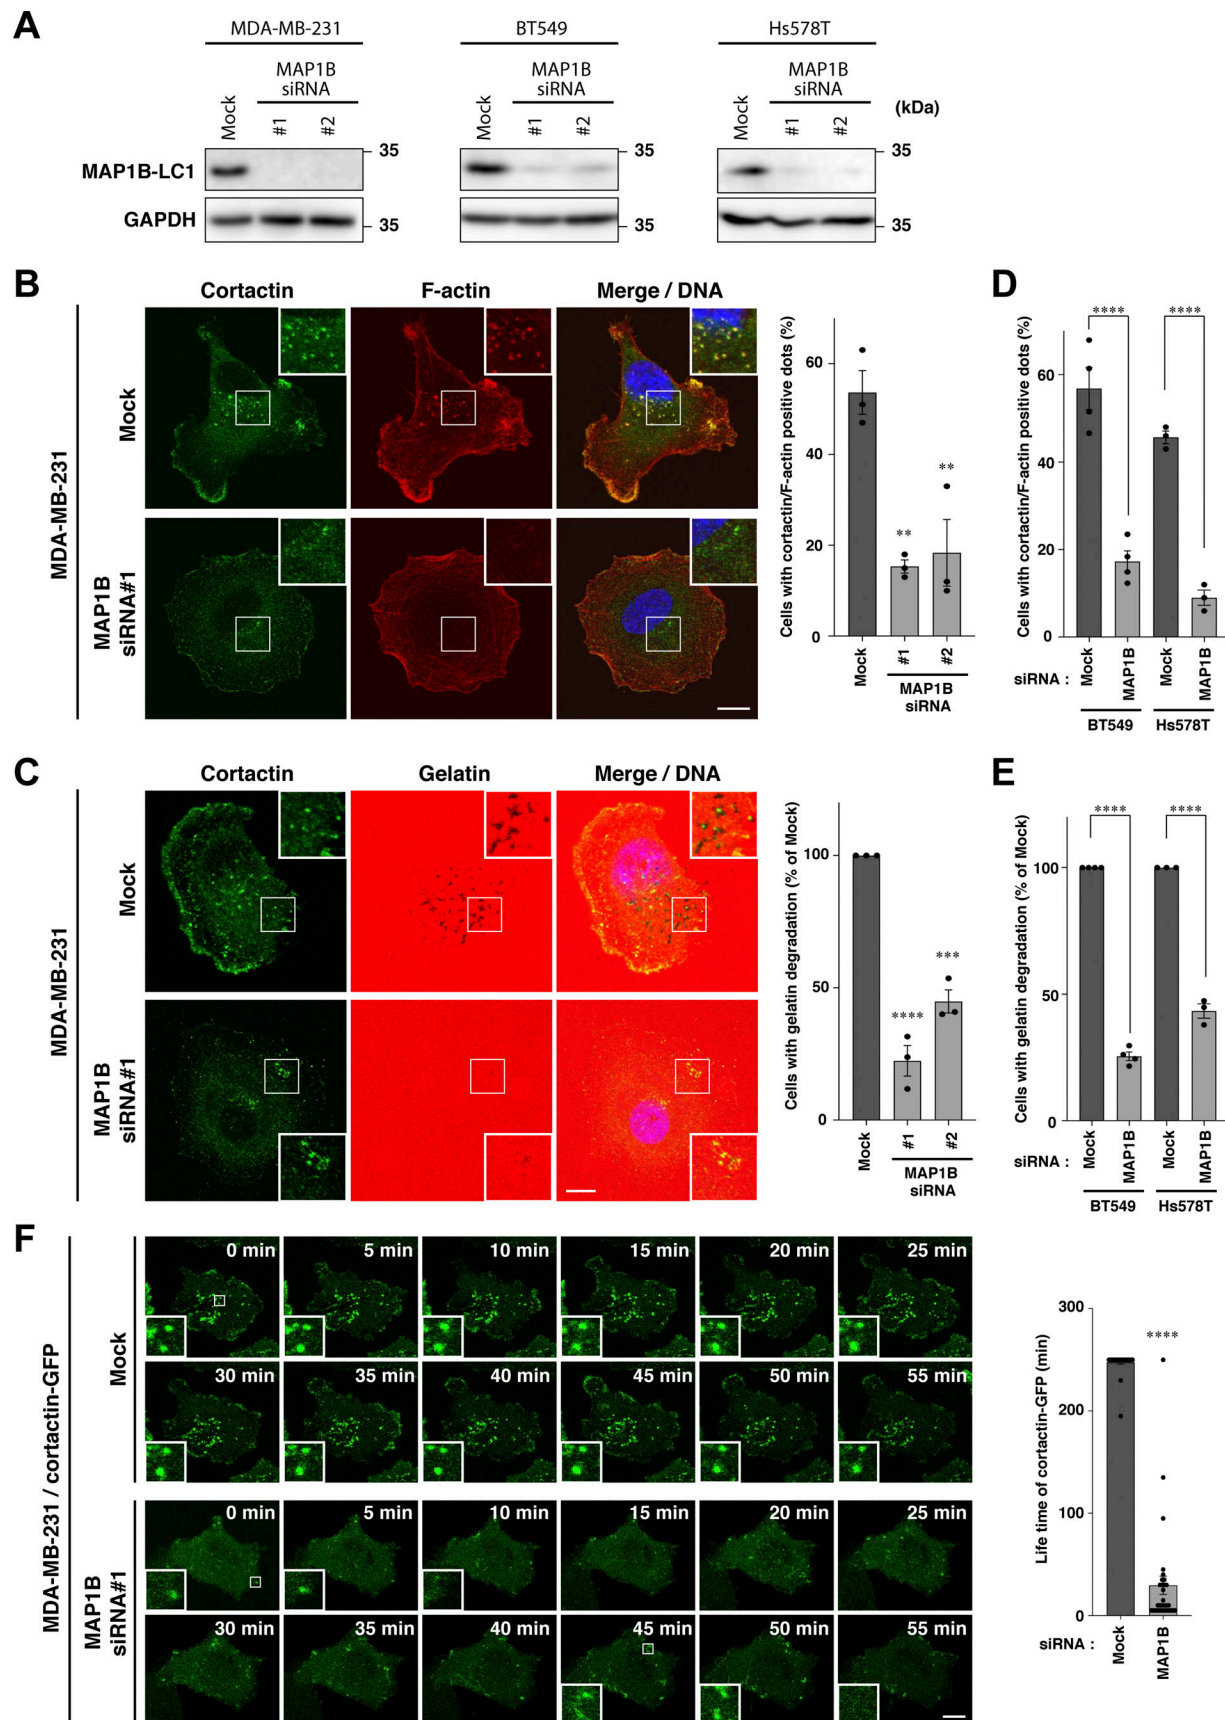 A
MDA-MB-231
BT549
Hs578T
MAP1B
siRNA
MAP1B
siRNA
MAP1B
siRNA
(kDa)
Mock
#1
#2
Mock
#1
#2
Mock
#1
#2
MAP1B-LC1
35
35
35
GAPDH
35
35
35
B
Cortactin
F-actin
Merge / DNA
MDA-MB-231
Mock
MAP1B
siRNA#1
Cells with cortactin/F-actin positive dots (%)
60
40
20
0
**
**
Mock
#1
#2
MAP1B
siRNA
D
Cells with cortactin/F-actin positive dots (%)
60
40
20
0
****
****
siRNA :
Mock
MAP1B
Mock
MAP1B
BT549
Hs578T
C
Cortactin
Gelatin
Merge / DNA
MDA-MB-231
Mock
MAP1B
siRNA#1
Cells with gelatin degradation (% of Mock)
100
50
0
****
***
Mock
#1
#2
MAP1B
siRNA
E
Cells with gelatin degradation (% of Mock)
100
50
0
****
****
siRNA :
Mock
MAP1B
Mock
MAP1B
BT549
Hs578T
F
MDA-MB-231 / cortactin-GFP
Mock
0 min
5 min
10 min
15 min
20 min
25 min
30 min
35 min
40 min
45 min
50 min
55 min
MAP1B
siRNA#1
0 min
5 min
10 min
15 min
20 min
25 min
30 min
35 min
40 min
45 min
50 min
55 min
Life time of cortactin-GFP (min)
300
200
100
0
****
siRNA :
Mock
MAP1B